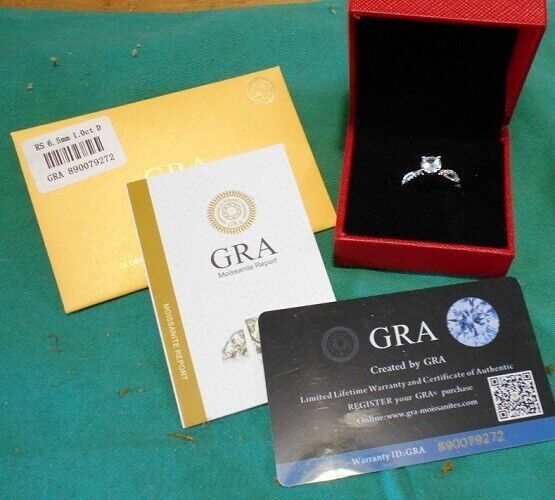 RS 6.5mm 1.0ct D
GRA 890079272
GRA
GRA
Moissanite Report
MOISSANITE REPORT
GRA
Created by GRA
Limited Lifetime Warranty and Certificate of Authentic
REGISTER your GRA® purchase
Online:www.gra-moissanites.com
Warranty ID:GRA 890079272